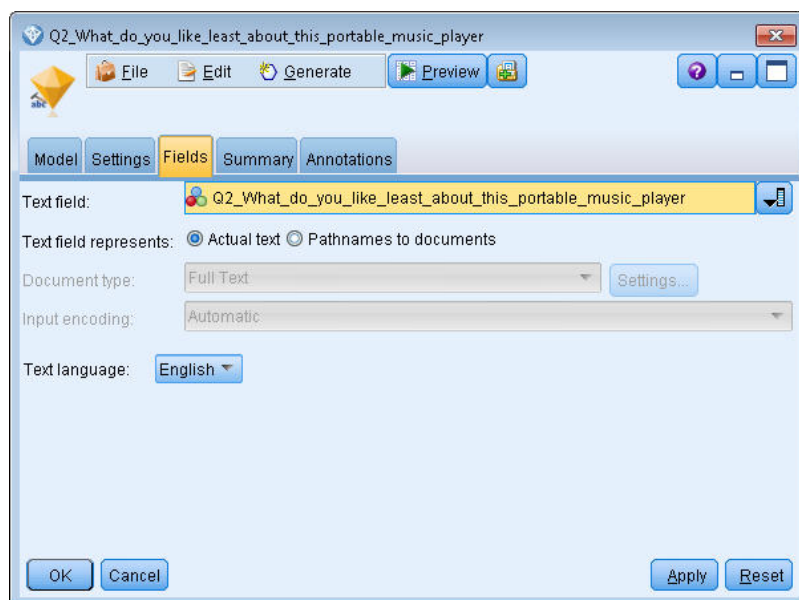 Q2_What_do_you_like_least_about_this_portable_music_player
File Edit Generate Preview
abc
Model Settings Fields Summary Annotations
Text field: Q2_What_do_you_like_least_about_this_portable_music_player
Text field represents: Actual text Pathnames to documents
Document type: Full Text Settings...
Input encoding: Automatic
Text language: English
OK Cancel Apply Reset